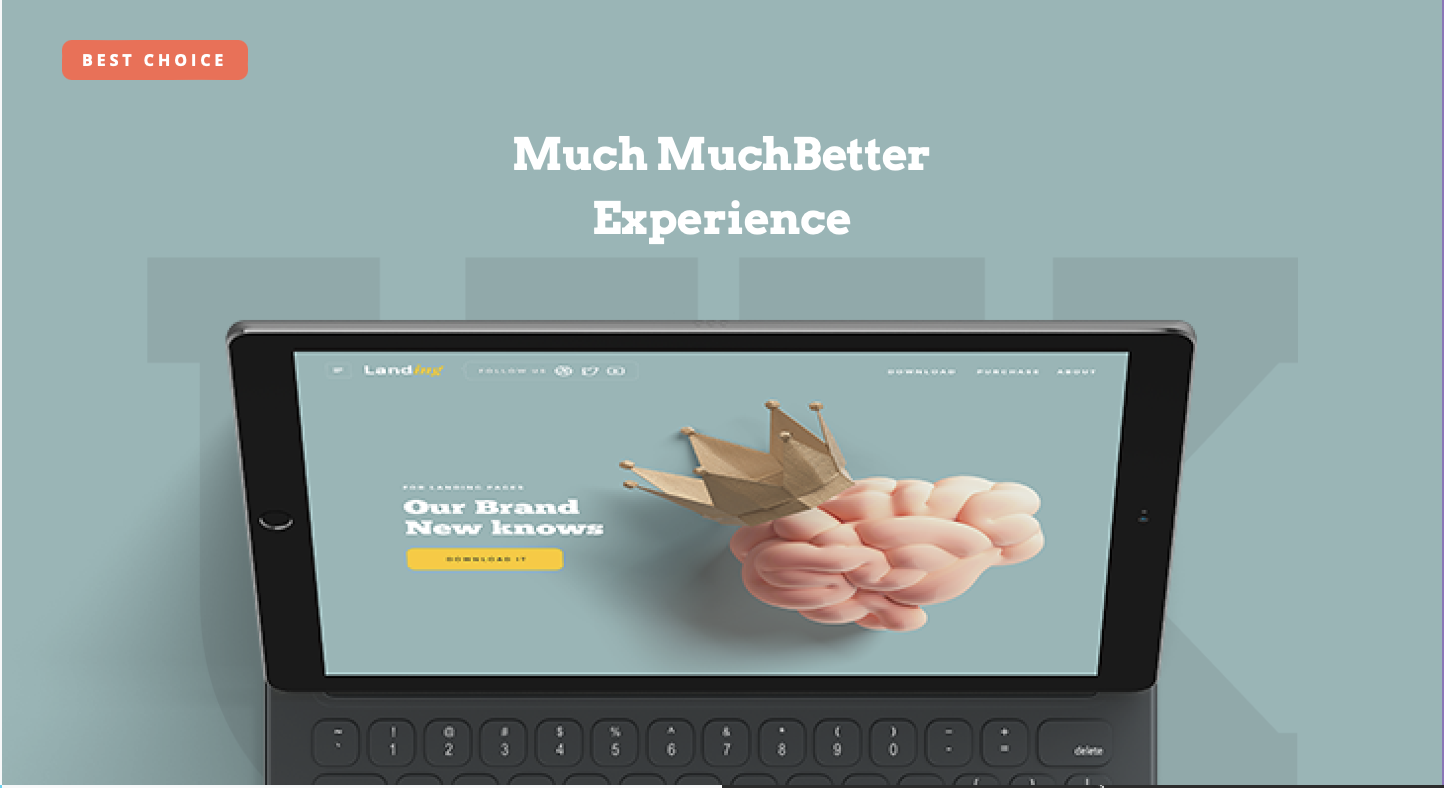 BEST CHOICE
Much MuchBetter
Experience
UX
Landing
FOLLOW US
DOWNLOAD PURCHASE ABOUT
FOR LANDING PAGES
Our Brand
New knows
DOWNLOAD IT
~ ! @ # $ % ^ & * ( ) - +
` 1 2 3 4 5 6 7 8 9 0 - = delete